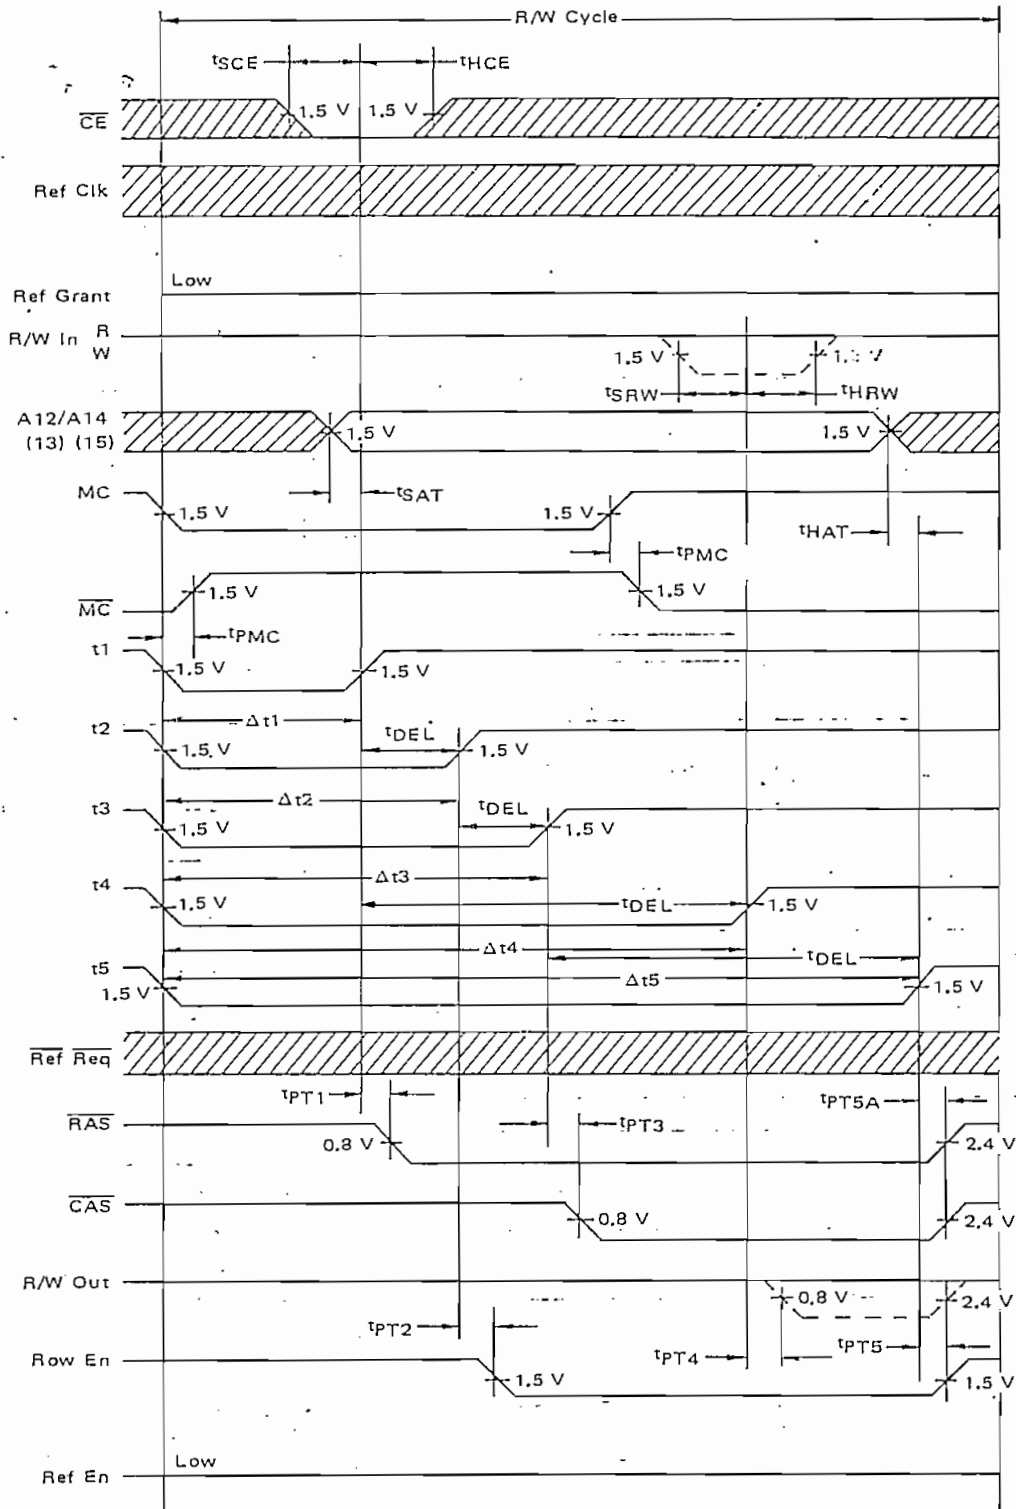 R/W Cycle
tSCE
tHCE
CE
1.5 V
1.5 V
Ref Clk
Low
Ref Grant
R/W In R
W
1.5 V
tSRW
tHRW
A12/A14
(13) (15)
1.5 V
1.5 V
MC
1.5 V
tSAT
1.5 V
tHAT
tPMC
MC
1.5 V
1.5 V
tPMC
t1
1.5 V
1.5 V
Δt1
t2
1.5 V
tDEL
1.5 V
Δt2
t3
1.5 V
tDEL
1.5 V
Δt3
t4
1.5 V
tDEL
1.5 V
Δt4
tDEL
t5
1.5 V
Δt5
1.5 V
Ref Req
tPT1
tPT5A
RAS
0.8 V
tPT3
2.4 V
CAS
0.8 V
2.4 V
R/W Out
0.8 V
2.4 V
tPT2
tPT4
tPT5
Row En
1.5 V
1.5 V
Low
Ref En